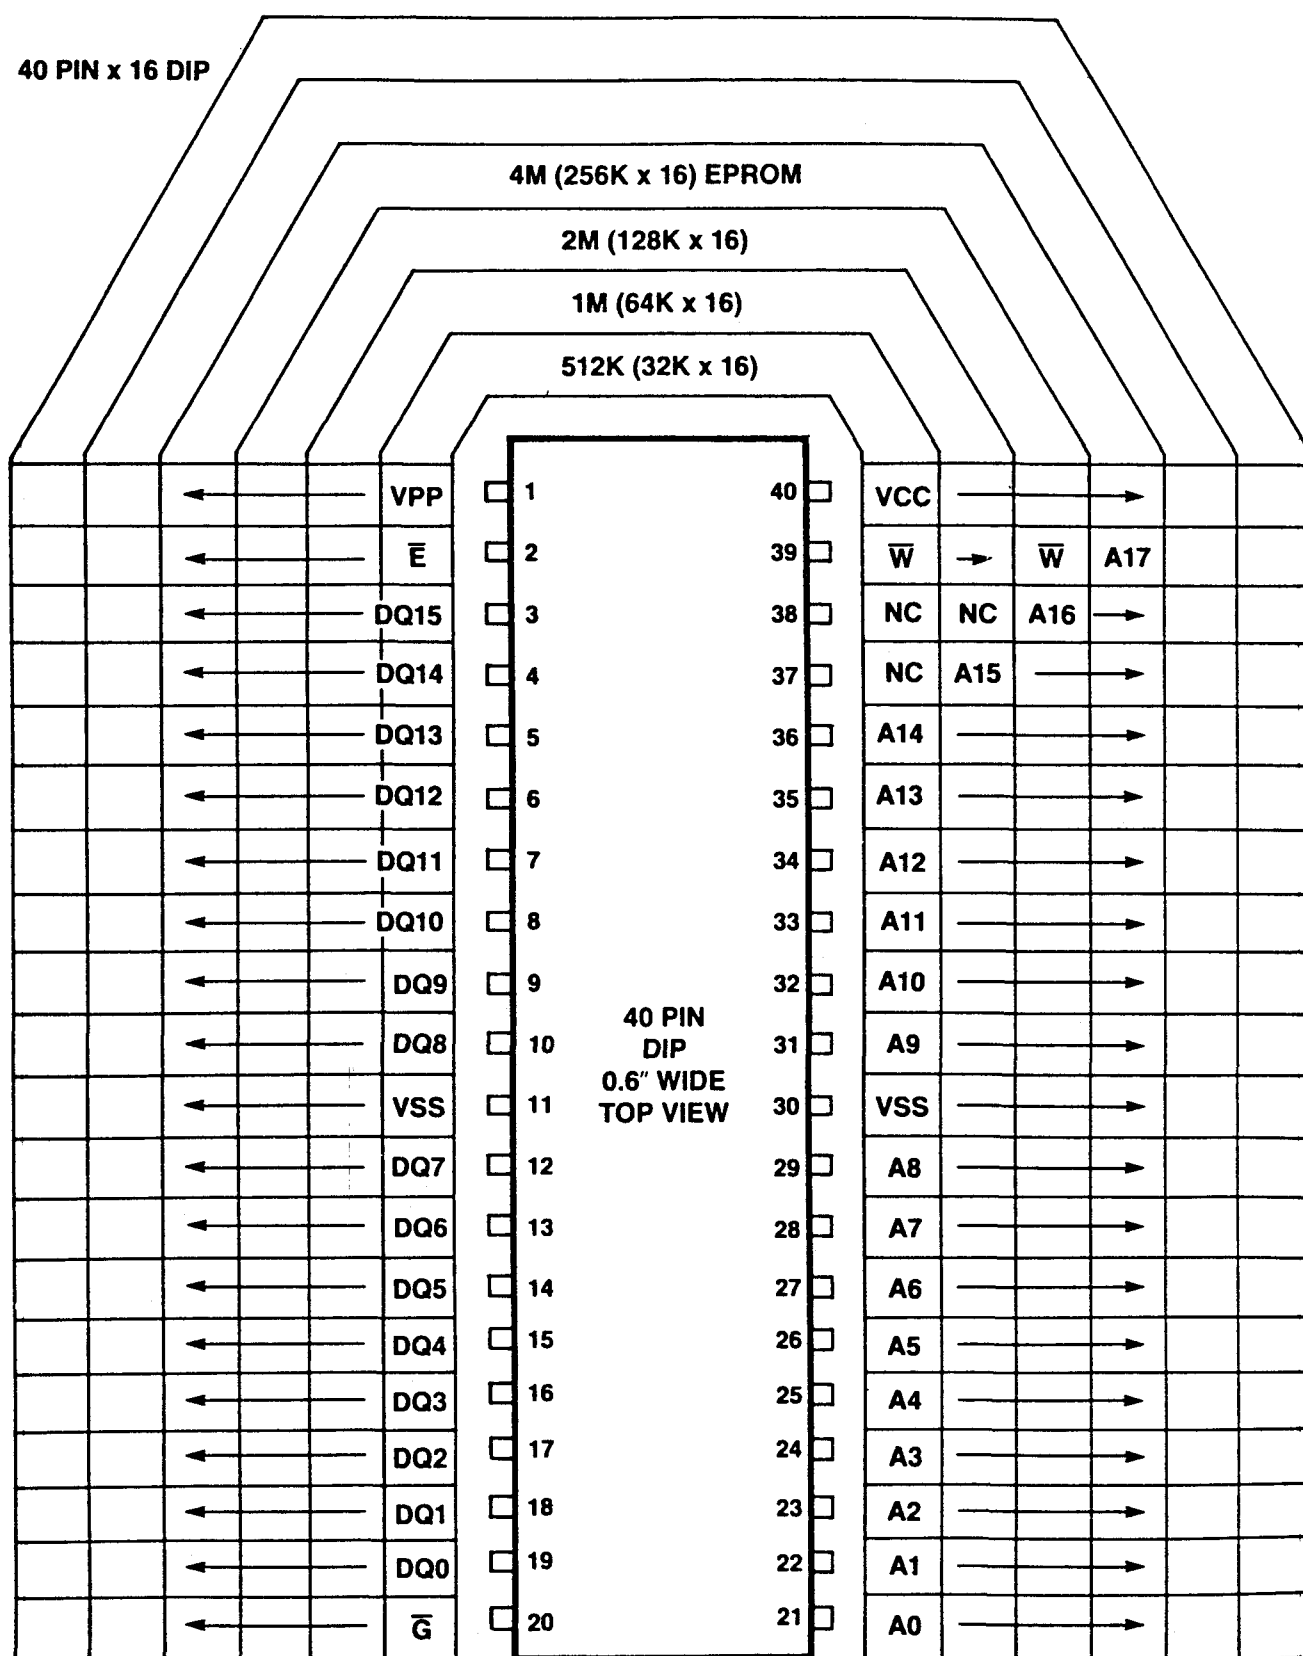 40 PIN x 16 DIP
4M (256K x 16) EPROM
2M (128K x 16)
1M (64K x 16)
512K (32K x 16)
VPP 1 40 VCC
E̅ 2 39 W̅ W̅ A17
DQ15 3 38 NC NC A16
DQ14 4 37 NC A15
DQ13 5 36 A14
DQ12 6 35 A13
DQ11 7 34 A12
DQ10 8 33 A11
DQ9 9 32 A10
40 PIN
DIP
0.6″ WIDE
TOP VIEW
DQ8 10 31 A9
VSS 11 30 VSS
DQ7 12 29 A8
DQ6 13 28 A7
DQ5 14 27 A6
DQ4 15 26 A5
DQ3 16 25 A4
DQ2 17 24 A3
DQ1 18 23 A2
DQ0 19 22 A1
G̅ 20 21 A0